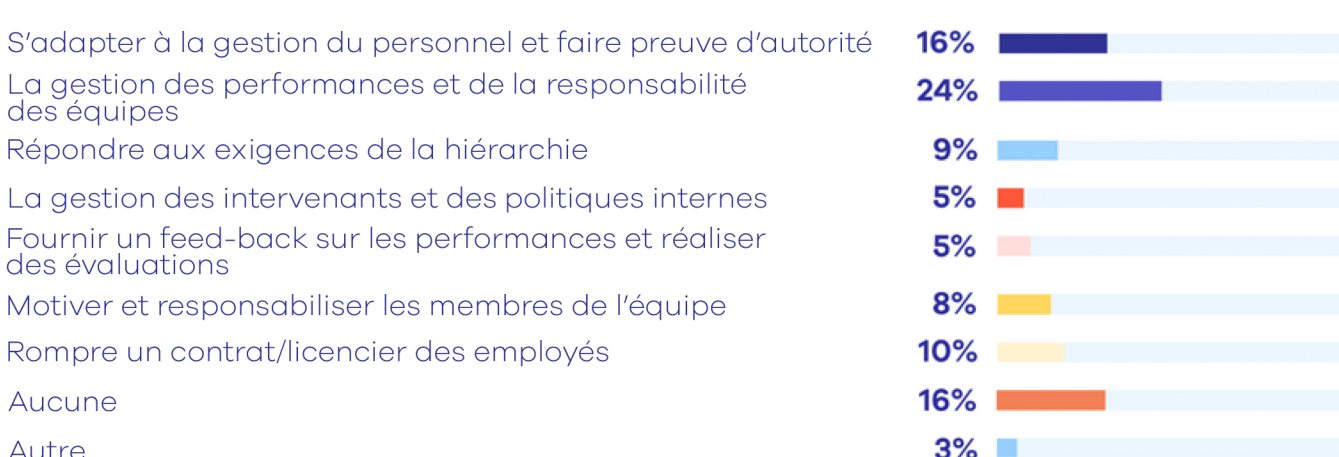 S'adapter à la gestion du personnel et faire preuve d'autorité 16%
La gestion des performances et de la responsabilité
des équipes 24%
Répondre aux exigences de la hiérarchie 9%
La gestion des intervenants et des politiques internes 5%
Fournir un feed-back sur les performances et réaliser
des évaluations 5%
Motiver et responsabiliser les membres de l'équipe 8%
Rompre un contrat/licencier des employés 10%
Aucune 16%
Autre 3%